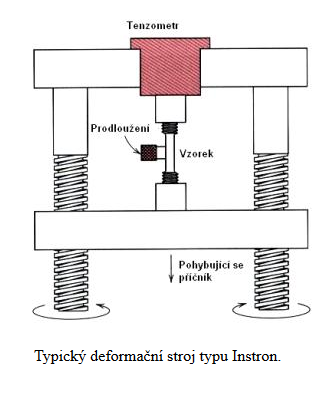 Tenzometr
Prodloužení
Vzorek
Pohybující se
příčník
Typický deformační stroj typu Instron.